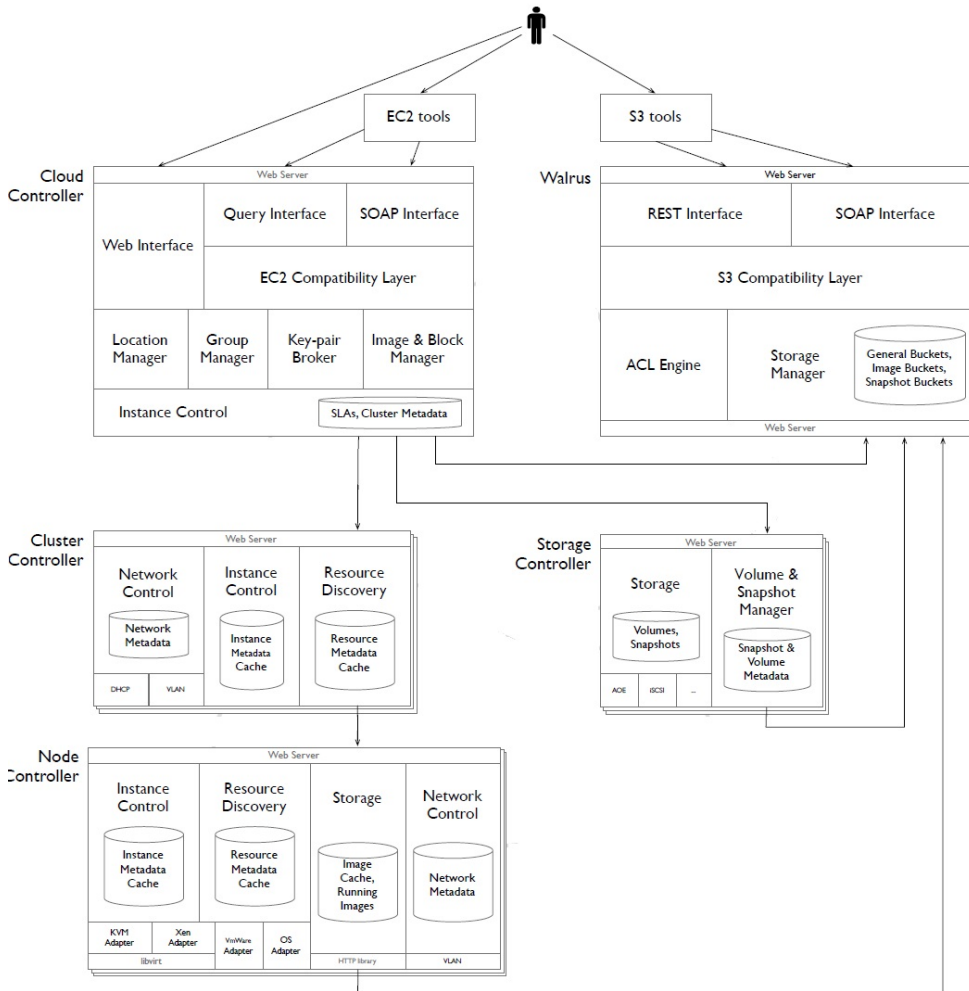 EC2 tools
S3 tools
Cloud
Controller
Web Server
Web Interface
Query Interface
SOAP Interface
EC2 Compatibility Layer
Location
Manager
Group
Manager
Key-pair
Broker
Image & Block
Manager
Instance Control
SLAs, Cluster Metadata
Walrus
Web Server
REST Interface
SOAP Interface
S3 Compatibility Layer
ACL Engine
Storage
Manager
General Buckets,
Image Buckets,
Snapshot Buckets
Web Server
Cluster
Controller
Web Server
Network
Control
Network
Metadata
DHCP
VLAN
Instance
Control
Instance
Metadata
Cache
Resource
Discovery
Resource
Metadata
Cache
Storage
Controller
Web Server
Storage
Volumes,
Snapshots
AOE
iSCSI
...
Volume &
Snapshot
Manager
Snapshot &
Volume
Metadata
Node
Controller
Web Server
Instance
Control
Instance
Metadata
Cache
Resource
Discovery
Resource
Metadata
Cache
Storage
Image
Cache,
Running
Images
Network
Control
Network
Metadata
KVM
Adapter
Xen
Adapter
VmWare
Adapter
OS
Adapter
libvirt
HTTP library
VLAN